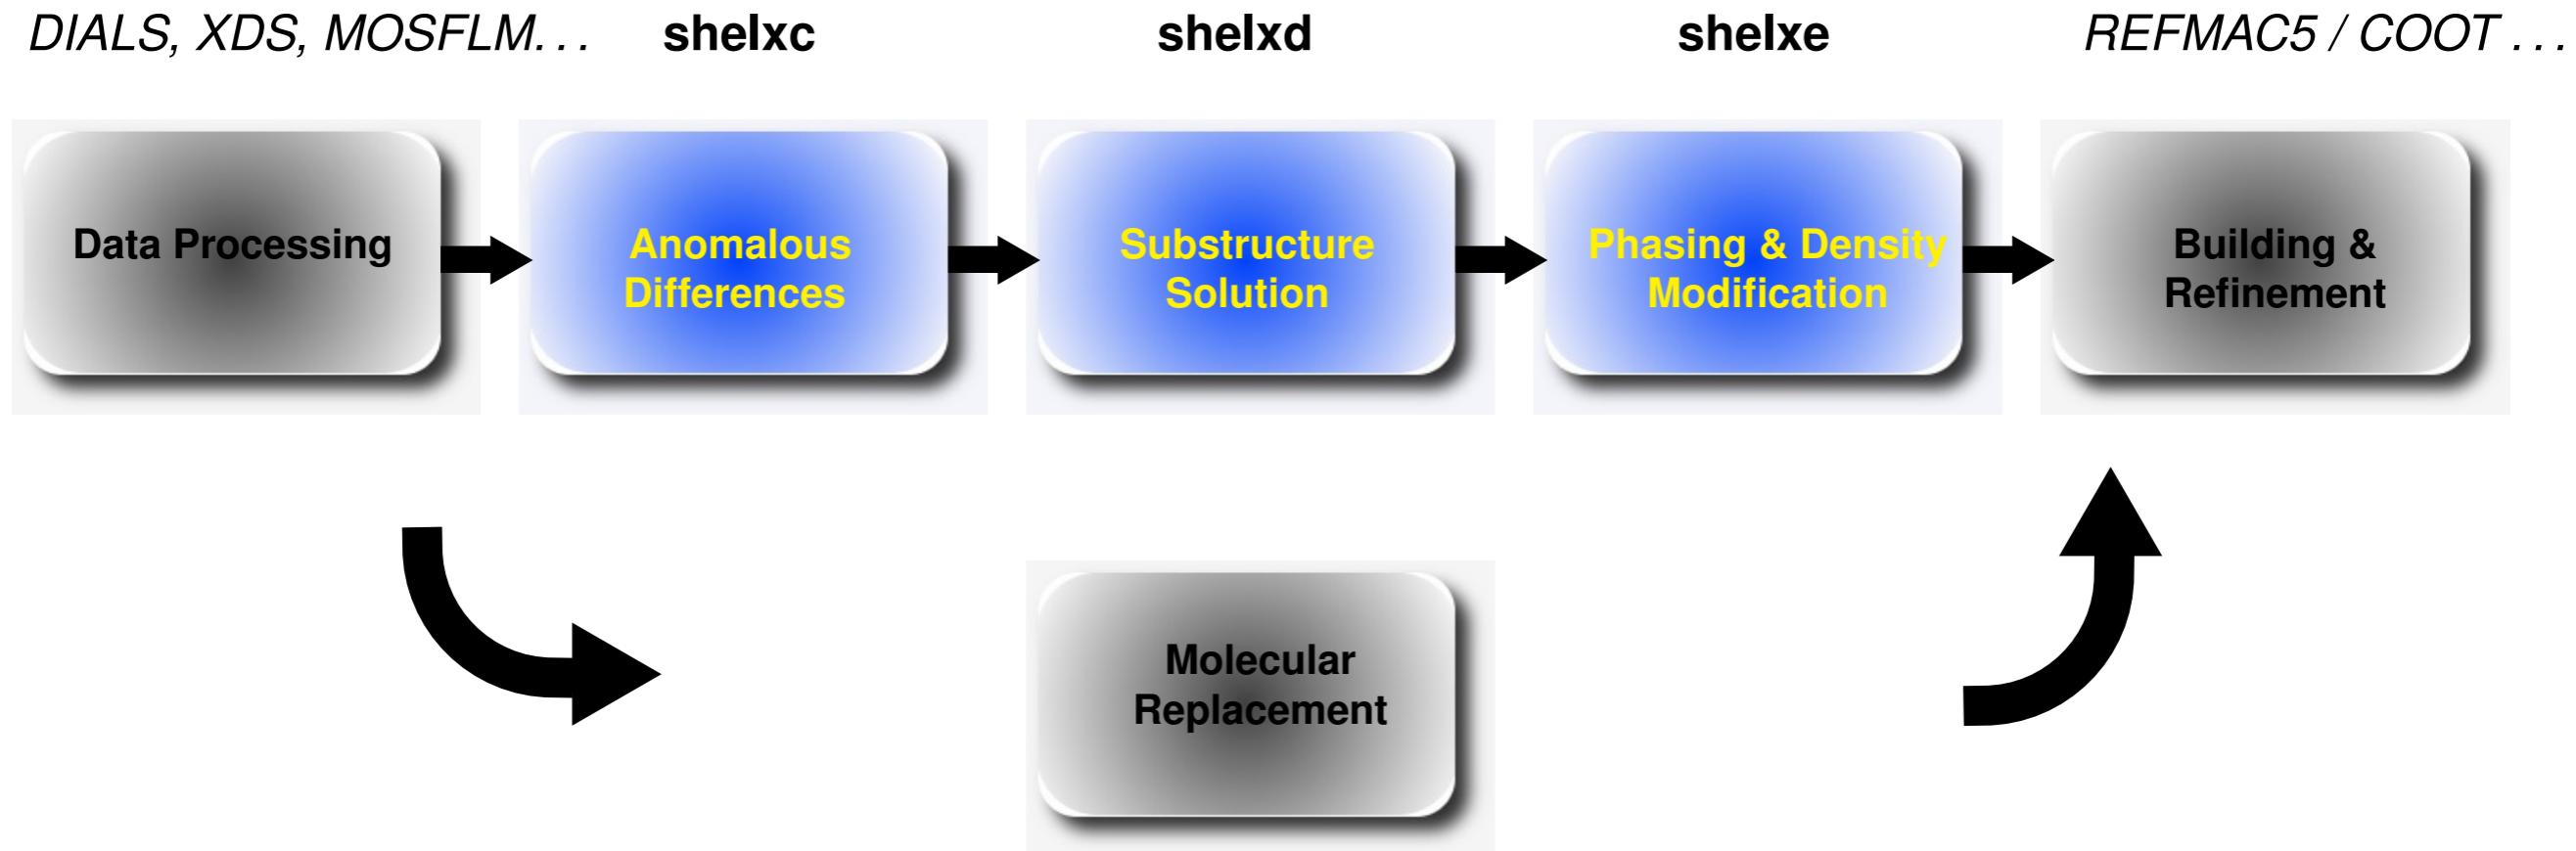 DIALS, XDS, MOSFLM... shelxc shelxd shelxe REFMAC5 / COOT ...
Data Processing
Anomalous
Differences
Substructure
Solution
Phasing & Density
Modification
Building &
Refinement
Molecular
Replacement